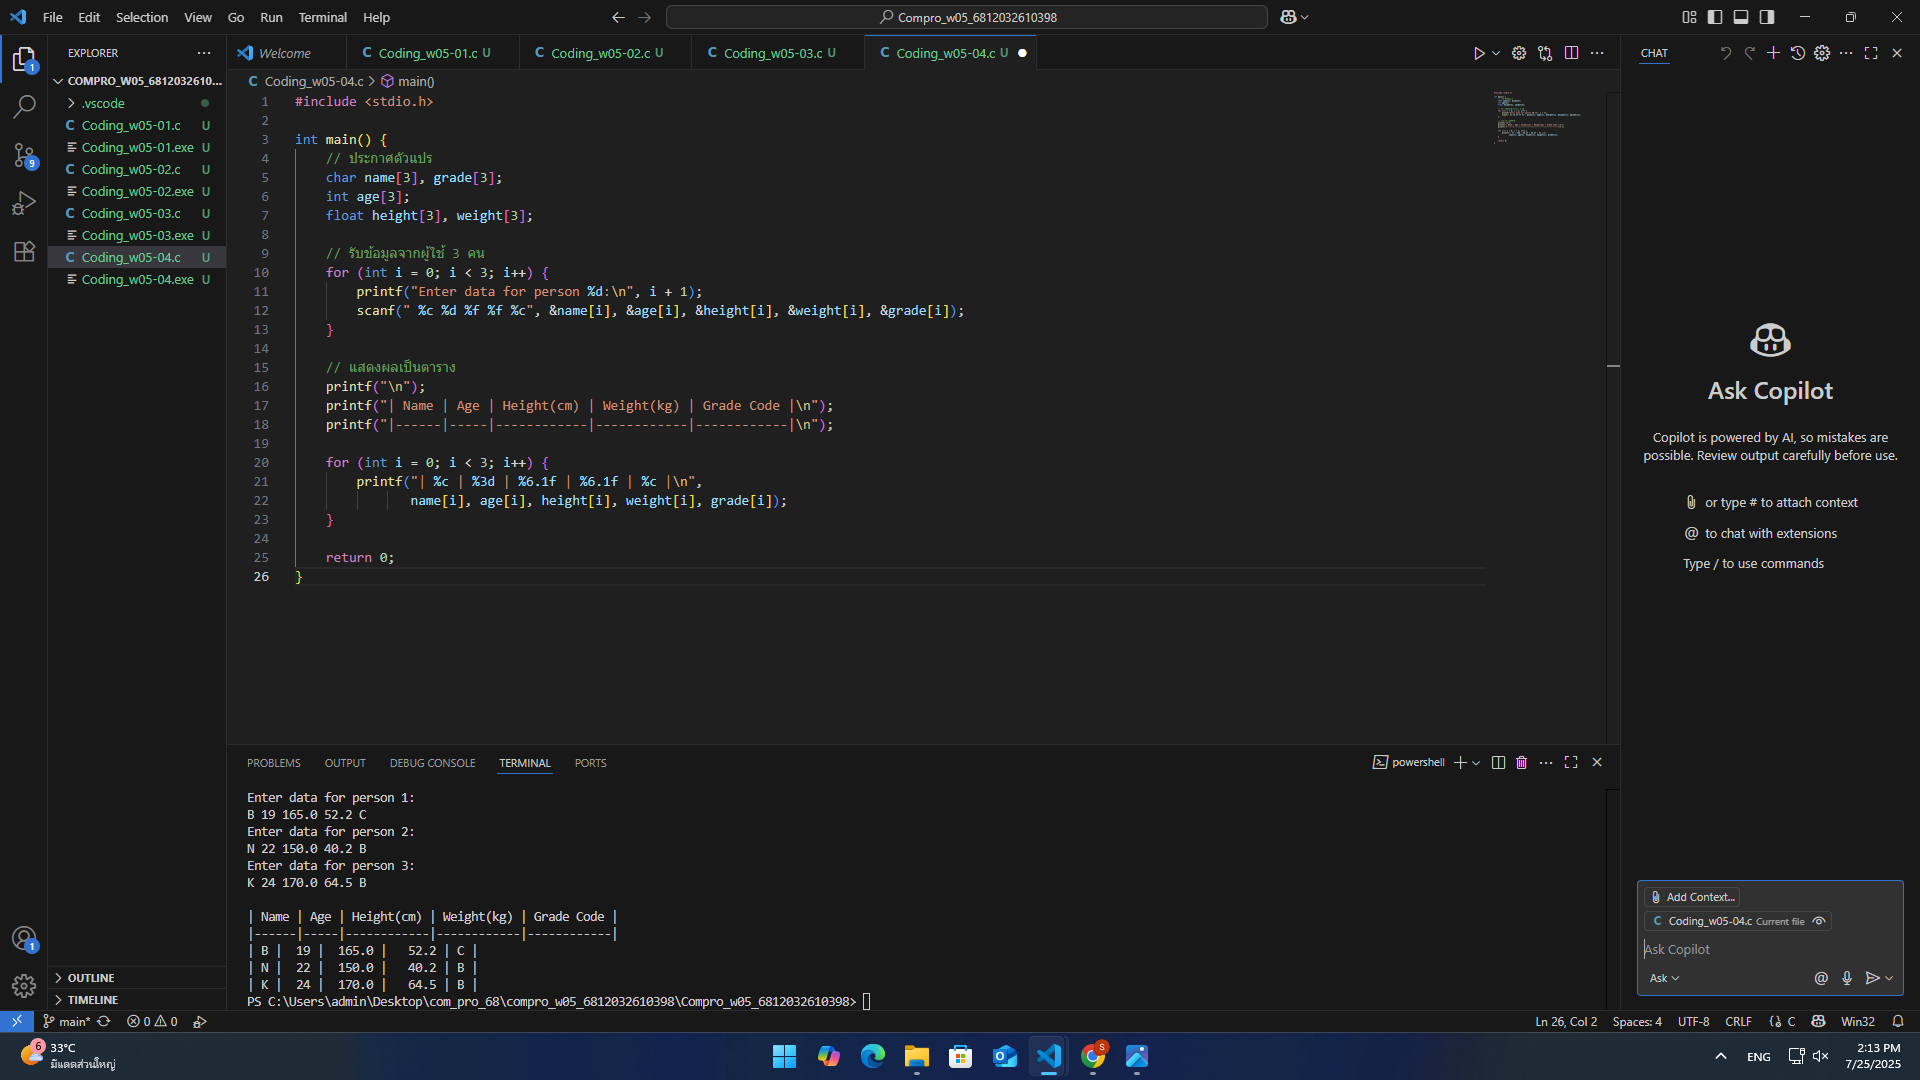 File Edit Selection View Go Run Terminal Help
Compro_w05_6812032610398
EXPLORER
COMPRO_W05_6812032610...
.vscode
Coding_w05-01.c U
Coding_w05-01.exe U
Coding_w05-02.c U
Coding_w05-02.exe U
Coding_w05-03.c U
Coding_w05-03.exe U
Coding_w05-04.c U
Coding_w05-04.exe U
OUTLINE
TIMELINE
1
9
1
Welcome Coding_w05-01.c U Coding_w05-02.c U Coding_w05-03.c U Coding_w05-04.c U
Coding_w05-04.c > main()
1 #include <stdio.h>
2
3 int main() {
4 // ประกาศตัวแปร
5 char name[3], grade[3];
6 int age[3];
7 float height[3], weight[3];
8
9 // รับข้อมูลจากผู้ใช้ 3 คน
10 for (int i = 0; i < 3; i++) {
11 printf("Enter data for person %d:\n", i + 1);
12 scanf(" %c %d %f %f %c", &name[i], &age[i], &height[i], &weight[i], &grade[i]);
13 }
14
15 // แสดงผลเป็นตาราง
16 printf("\n");
17 printf("| Name | Age | Height(cm) | Weight(kg) | Grade Code |\n");
18 printf("|------|-----|------------|------------|------------|\n");
19
20 for (int i = 0; i < 3; i++) {
21 printf("| %c | %3d | %6.1f | %6.1f | %c |\n",
22 name[i], age[i], height[i], weight[i], grade[i]);
23 }
24
25 return 0;
26 }
PROBLEMS OUTPUT DEBUG CONSOLE TERMINAL PORTS
powershell
Enter data for person 1:
B 19 165.0 52.2 C
Enter data for person 2:
N 22 150.0 40.2 B
Enter data for person 3:
K 24 170.0 64.5 B
| Name | Age | Height(cm) | Weight(kg) | Grade Code |
|------|-----|------------|------------|------------|
| B |  19 |  165.0 |   52.2 | C |
| N |  22 |  150.0 |   40.2 | B |
| K |  24 |  170.0 |   64.5 | B |
PS C:\Users\admin\Desktop\com_pro_68\compro_w05_6812032610398\Compro_w05_6812032610398>
CHAT
Ask Copilot
Copilot is powered by AI, so mistakes are
possible. Review output carefully before use.
or type # to attach context
@ to chat with extensions
Type / to use commands
Add Context...
C Coding_w05-04.c Current file
Ask Copilot
Ask
main* 0 0
Ln 26, Col 2 Spaces: 4 UTF-8 CRLF {} C Win32
6
33°C
มีแดดส่วนใหญ่
S
ENG
2:13 PM
7/25/2025